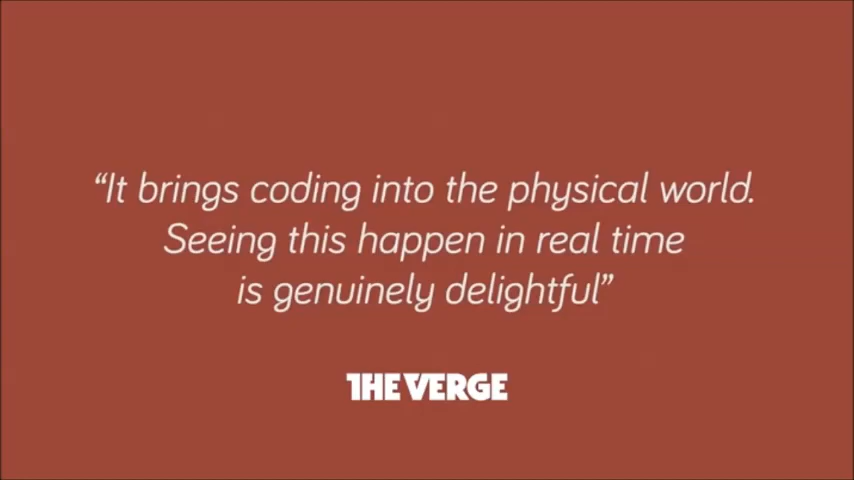 “It brings coding into the physical world.
Seeing this happen in real time
is genuinely delightful”
THE VERGE